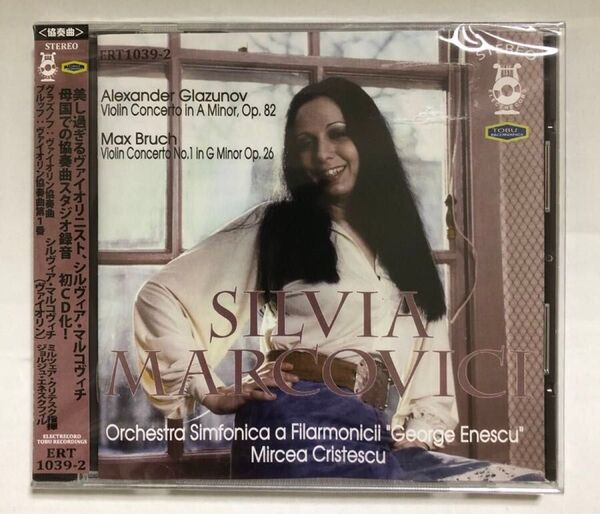 <協奏曲>
STEREO
美し過ぎるヴァイオリニスト、シルヴィア・マルコヴィチ
母国での協奏曲スタジオ録音 初CD化!
グラズノフ:ヴァイオリン協奏曲
ブルッフ:ヴァイオリン協奏曲第1番
シルヴィア・マルコヴィチ
(ヴァイオリン)
ミルツェア・クリテスク指揮
ジョルジュ・エネスクフィル
ELECTRECORD
TOBU RECORDINGS
ERT
1039-2
ERT1039-2
Alexander Glazunov
Violin Concerto in A Minor, Op. 82
Max Bruch
Violin Concerto No.1 in G Minor Op. 26
STEREO
TOBU
RECORDINGS
SILVIA
MARCOVICI
Orchestra Simfonica a Filarmonicii "George Enescu"
Mircea Cristescu